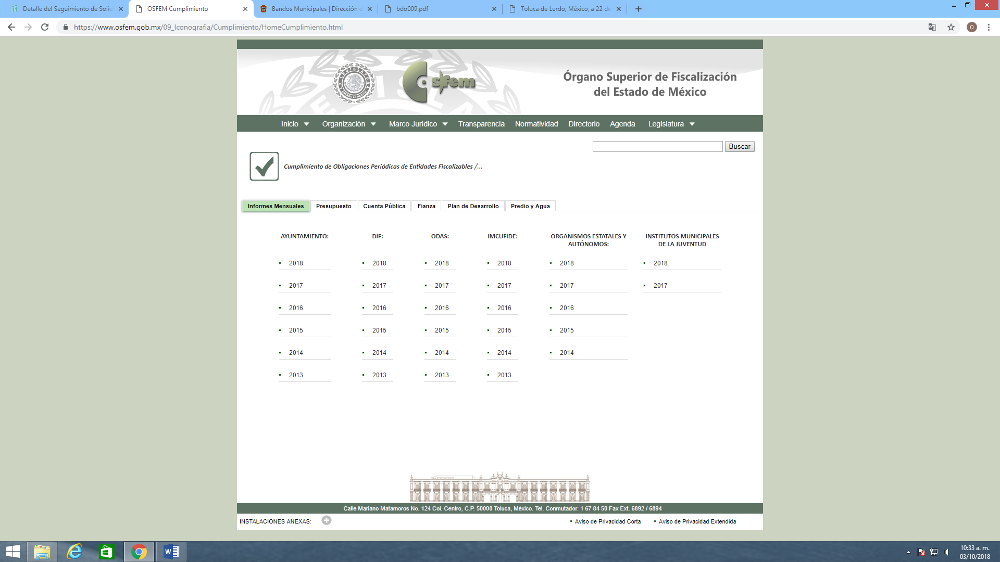 Detalle del Seguimiento de Solici
OSFEM Cumplimiento
Bandos Municipales | Dirección d
bdo009.pdf
Toluca de Lerdo, México, a 22 de
https://www.osfem.gob.mx/09_Iconografia/Cumplimiento/HomeCumplimiento.html
O
LEGISLATURA
ESTADO DE MÉXICO
Osfem
Órgano Superior de Fiscalización
del Estado de México
Inicio Organización Marco Jurídico Transparencia Normatividad Directorio Agenda Legislatura
Buscar
Cumplimiento de Obligaciones Periódicas de Entidades Fiscalizables /...
Informes Mensuales Presupuesto Cuenta Pública Fianza Plan de Desarrollo Predio y Agua
AYUNTAMIENTO: DIF: ODAS: IMCUFIDE: ORGANISMOS ESTATALES Y INSTITUTOS MUNICIPALES
AUTÓNOMOS: DE LA JUVENTUD
▪ 2018 ▪ 2018 ▪ 2018 ▪ 2018 ▪ 2018 ▪ 2018
▪ 2017 ▪ 2017 ▪ 2017 ▪ 2017 ▪ 2017 ▪ 2017
▪ 2016 ▪ 2016 ▪ 2016 ▪ 2016 ▪ 2016
▪ 2015 ▪ 2015 ▪ 2015 ▪ 2015 ▪ 2015
▪ 2014 ▪ 2014 ▪ 2014 ▪ 2014 ▪ 2014
▪ 2013 ▪ 2013 ▪ 2013 ▪ 2013
Calle Mariano Matamoros No. 124 Col. Centro, C.P. 50000 Toluca, México. Tel. Conmutador: 1 67 84 50 Fax Ext. 6892 / 6894
INSTALACIONES ANEXAS: ▪ Aviso de Privacidad Corta ▪ Aviso de Privacidad Extendida
10:33 a. m.
03/10/2018